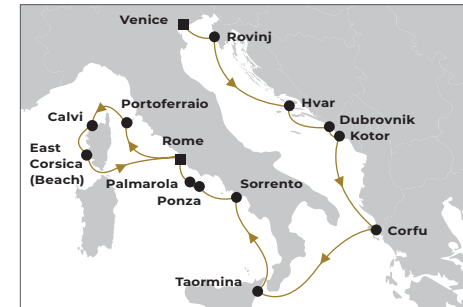 Venice
Rovinj
Hvar
Dubrovnik
Kotor
Portoferraio
Calvi
Rome
East
Corsica
(Beach)
Palmarola
Ponza
Sorrento
Corfu
Taormina